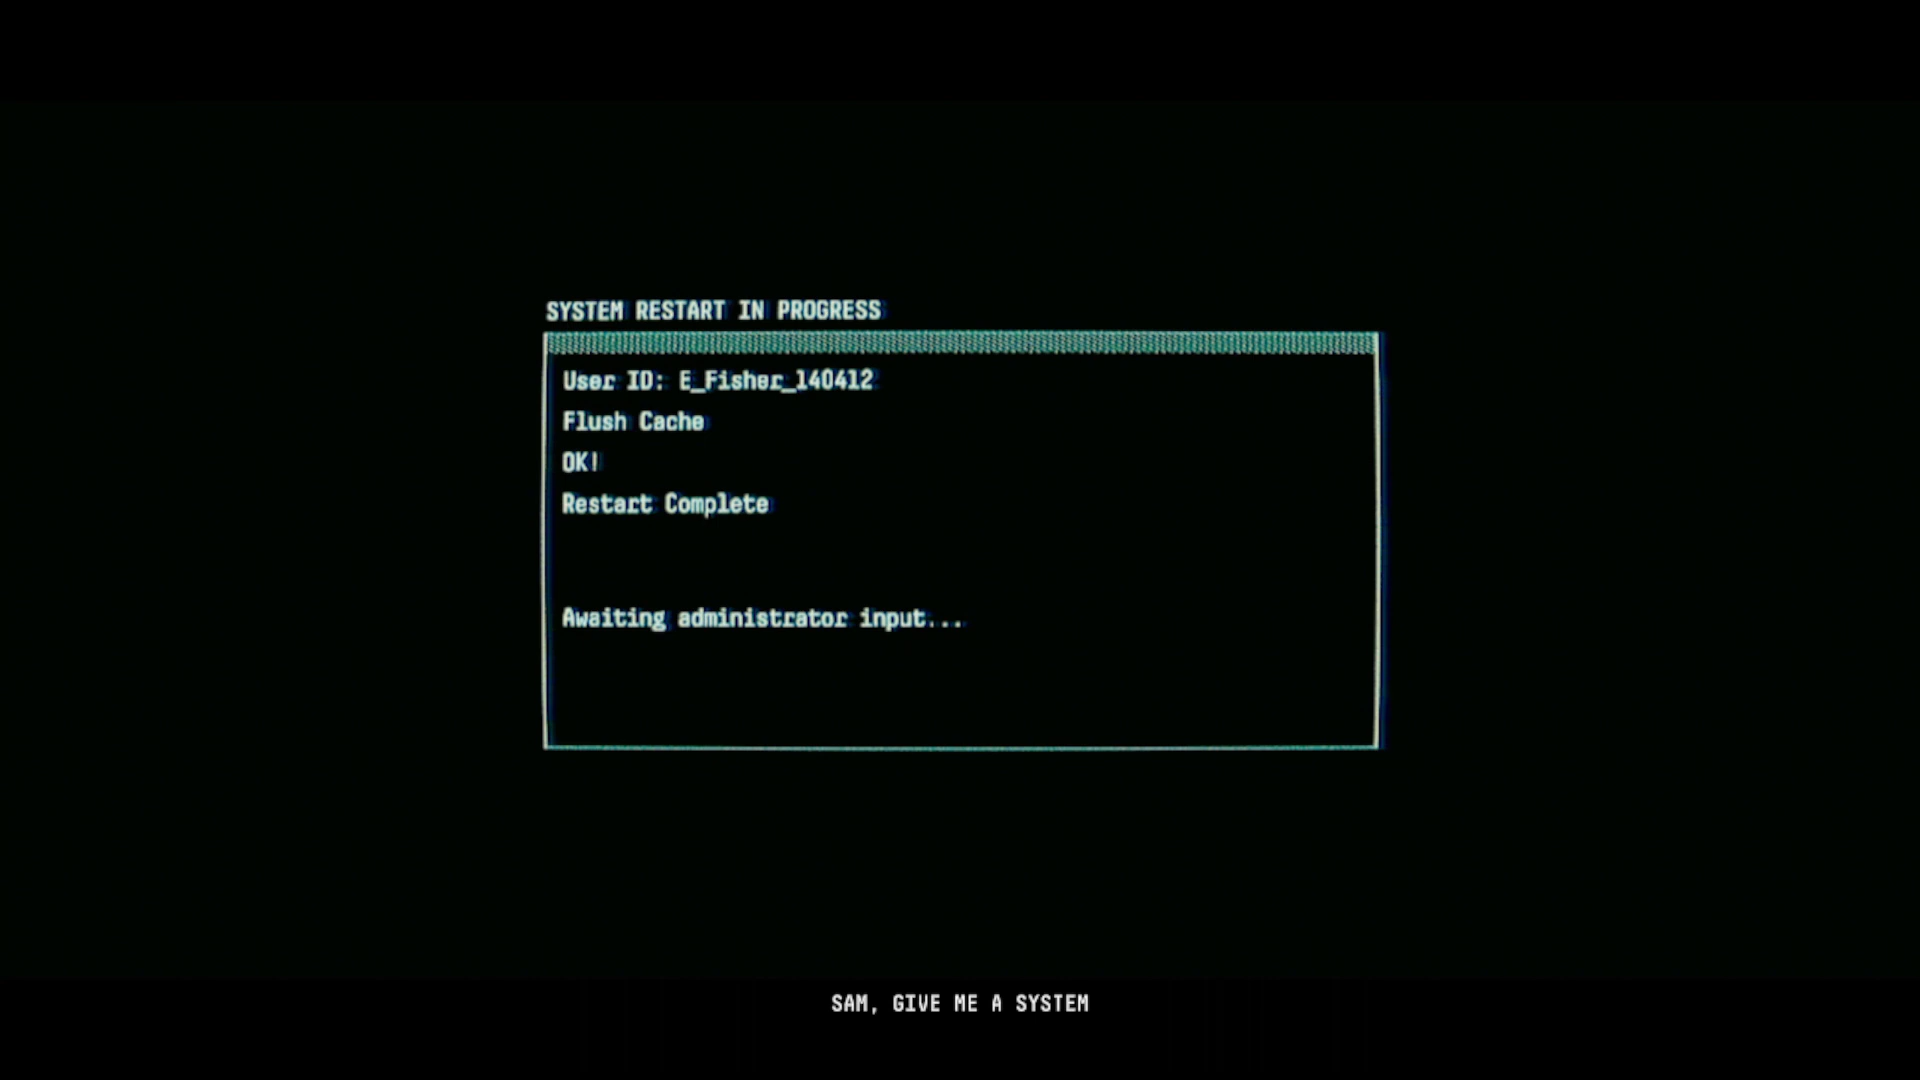 SYSTEM RESTART IN PROGRESS
User ID: E_Fisher_140412
Flush Cache
OK!
Restart Complete
Awaiting administrator input...
SAM, GIVE ME A SYSTEM